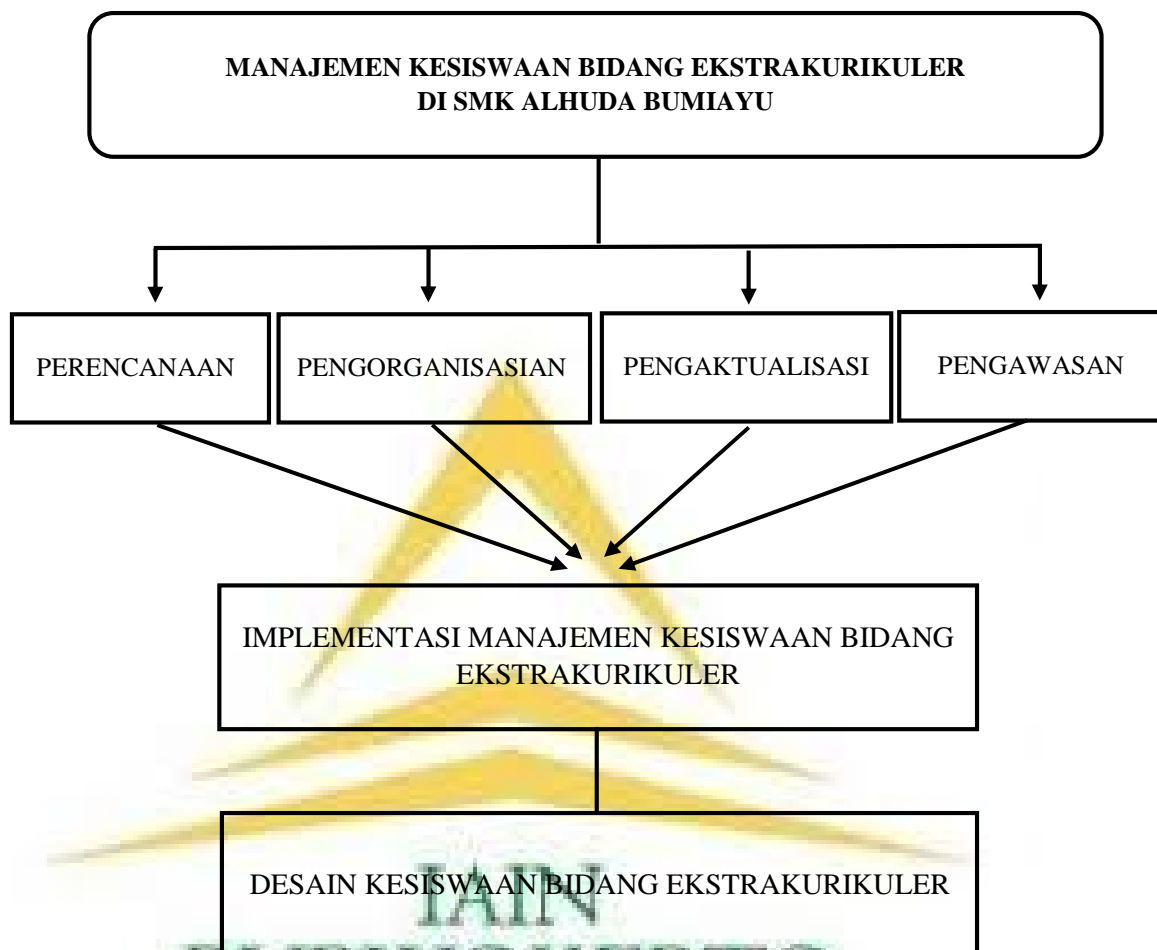 MANAJEMEN KESISWAAN BIDANG EKSTRAKURIKULER
DI SMK ALHUDA BUMIAYU
PERENCANAAN
PENGORGANISASIAN
PENGAKTUALISASI
PENGAWASAN
IMPLEMENTASI MANAJEMEN KESISWAAN BIDANG
EKSTRAKURIKULER
DESAIN KESISWAAN BIDANG EKSTRAKURIKULER
IAIN